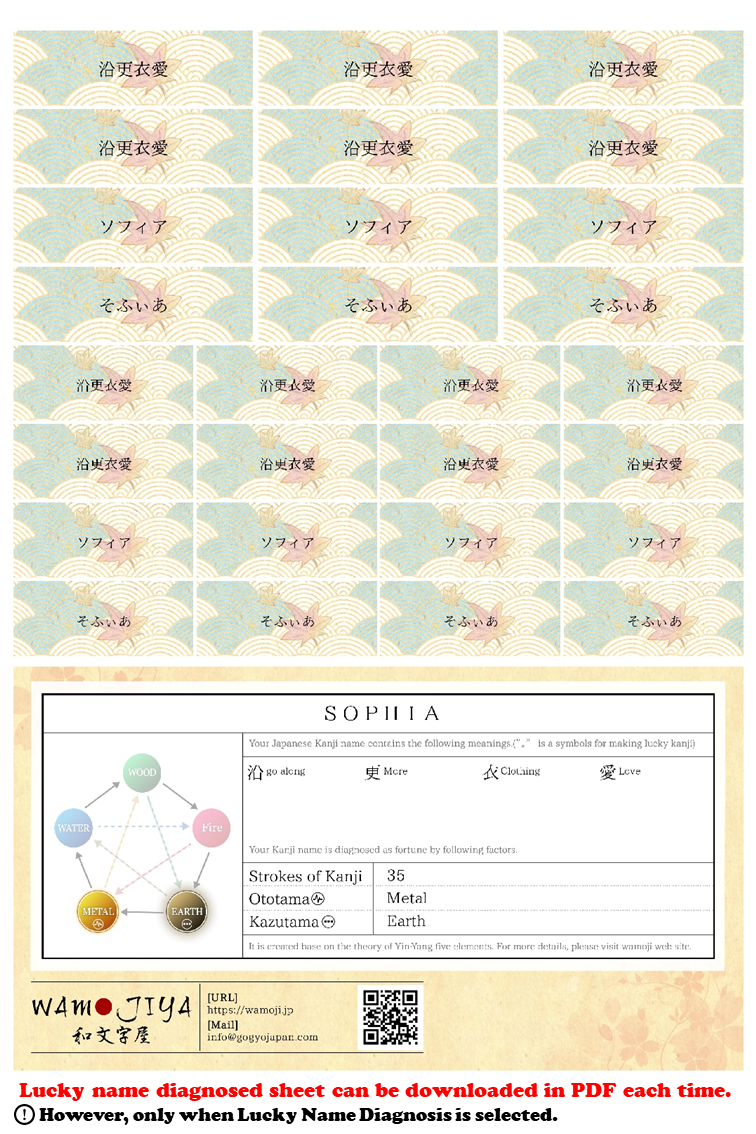 沿更衣愛 沿更衣愛 沿更衣愛
沿更衣愛 沿更衣愛 沿更衣愛
ソフィア ソフィア ソフィア
そふぃあ そふぃあ そふぃあ
沿更衣愛 沿更衣愛 沿更衣愛 沿更衣愛
沿更衣愛 沿更衣愛 沿更衣愛 沿更衣愛
ソフィア ソフィア ソフィア ソフィア
そふぃあ そふぃあ そふぃあ そふぃあ
SOPHIA
Your Japanese Kanji name contains the following meanings.("。" is a symbols for making lucky kanji)
沿 go along 更 More 衣 Clothing 愛 Love
WOOD
WATER
Fire
METAL
EARTH
Your Kanji name is diagnosed as fortune by following factors.
Strokes of Kanji 35
Ototama Metal
Kazutama Earth
It is created base on the theory of Yin-Yang five elements. For more details, please visit wamoji web site.
WAMOJIYA
和文字屋
[URL]
https://wamoji.jp
[Mail]
info@gogyojapan.com
Lucky name diagnosed sheet can be downloaded in PDF each time.
! However, only when Lucky Name Diagnosis is selected.